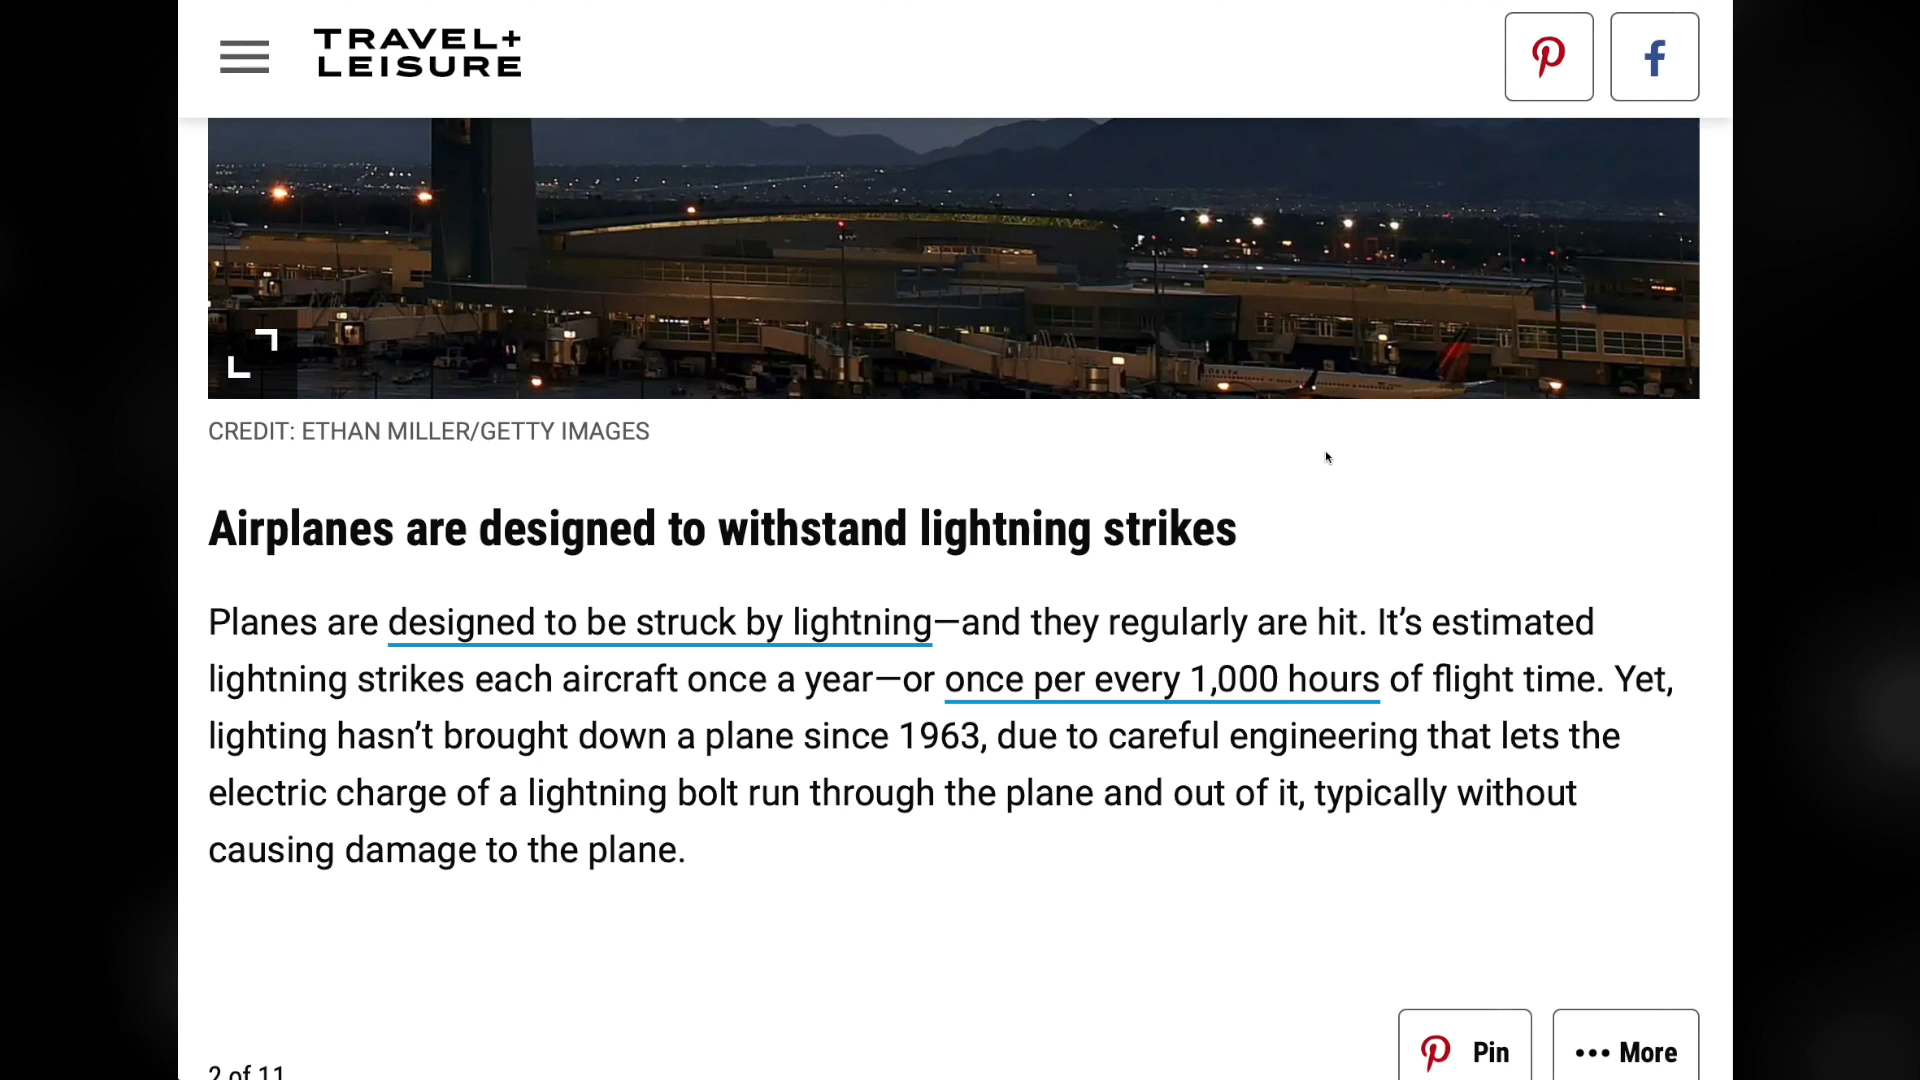 TRAVEL+
LEISURE
DELTA
CREDIT: ETHAN MILLER/GETTY IMAGES
Airplanes are designed to withstand lightning strikes
Planes are designed to be struck by lightning—and they regularly are hit. It’s estimated
lightning strikes each aircraft once a year—or once per every 1,000 hours of flight time. Yet,
lighting hasn’t brought down a plane since 1963, due to careful engineering that lets the
electric charge of a lightning bolt run through the plane and out of it, typically without
causing damage to the plane.
Pin
More
2 of 11